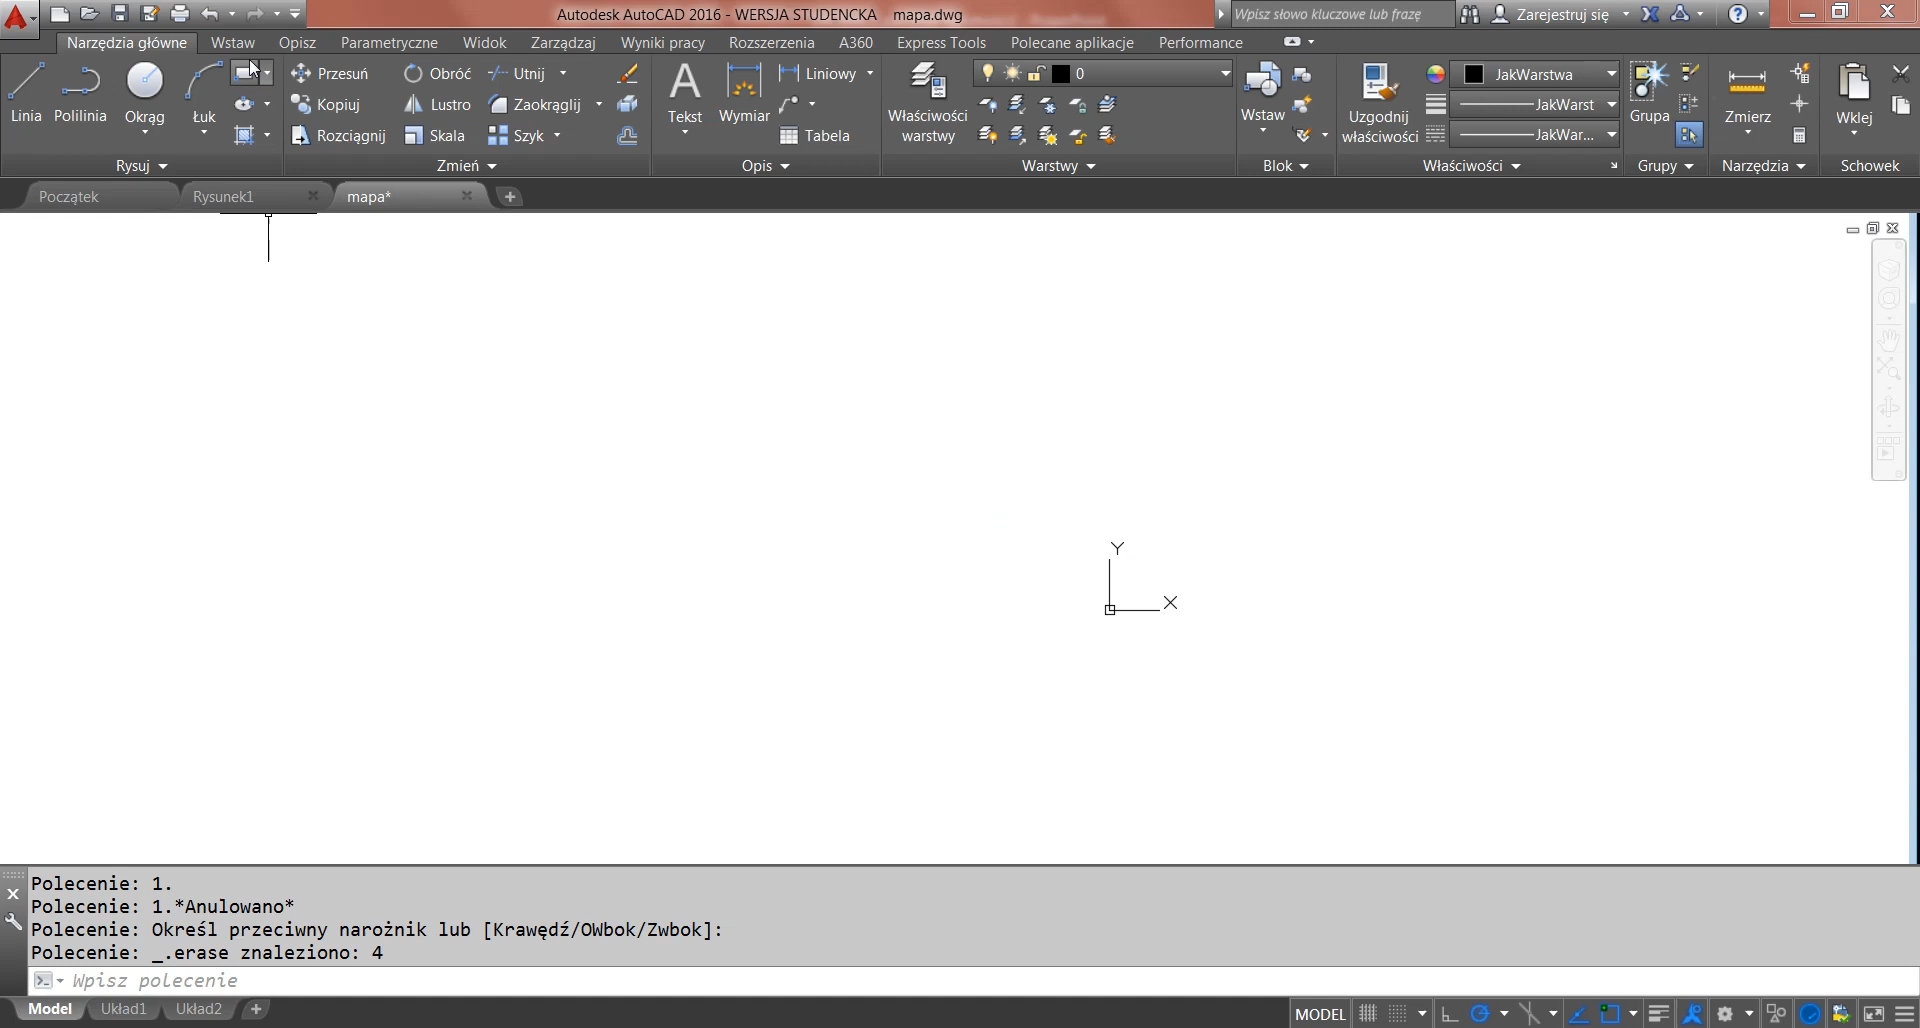 Autodesk AutoCAD 2016 - WERSJA STUDENCKA mapa.dwg
Wpisz słowo kluczowe lub frazę
Zarejestruj się
Narzędzia główne Wstaw Opisz Parametryczne Widok Zarządzaj Wyniki pracy Rozszerzenia A360 Express Tools Polecane aplikacje Performance
Linia Polilinia Okrąg Łuk
Przesuń Obróć Utnij
Kopiuj Lustro Zaokrąglij
Rozciągnij Skala Szyk
Tekst Wymiar
Liniowy
Tabela
Właściwości warstwy
0
Wstaw
Uzgodnij właściwości
JakWarstwa
JakWarst
JakWar...
Grupa
Zmierz
Wklej
Rysuj Zmień Opis Warstwy Blok Właściwości Grupy Narzędzia Schowek
Początek Rysunek1 mapa*
Y
X
Polecenie: 1.
Polecenie: 1.*Anulowano*
Polecenie: Określ przeciwny narożnik lub [Krawędź/OWbok/Zwbok]:
Polecenie: _.erase znaleziono: 4
Wpisz polecenie
Model Układ1 Układ2
MODEL